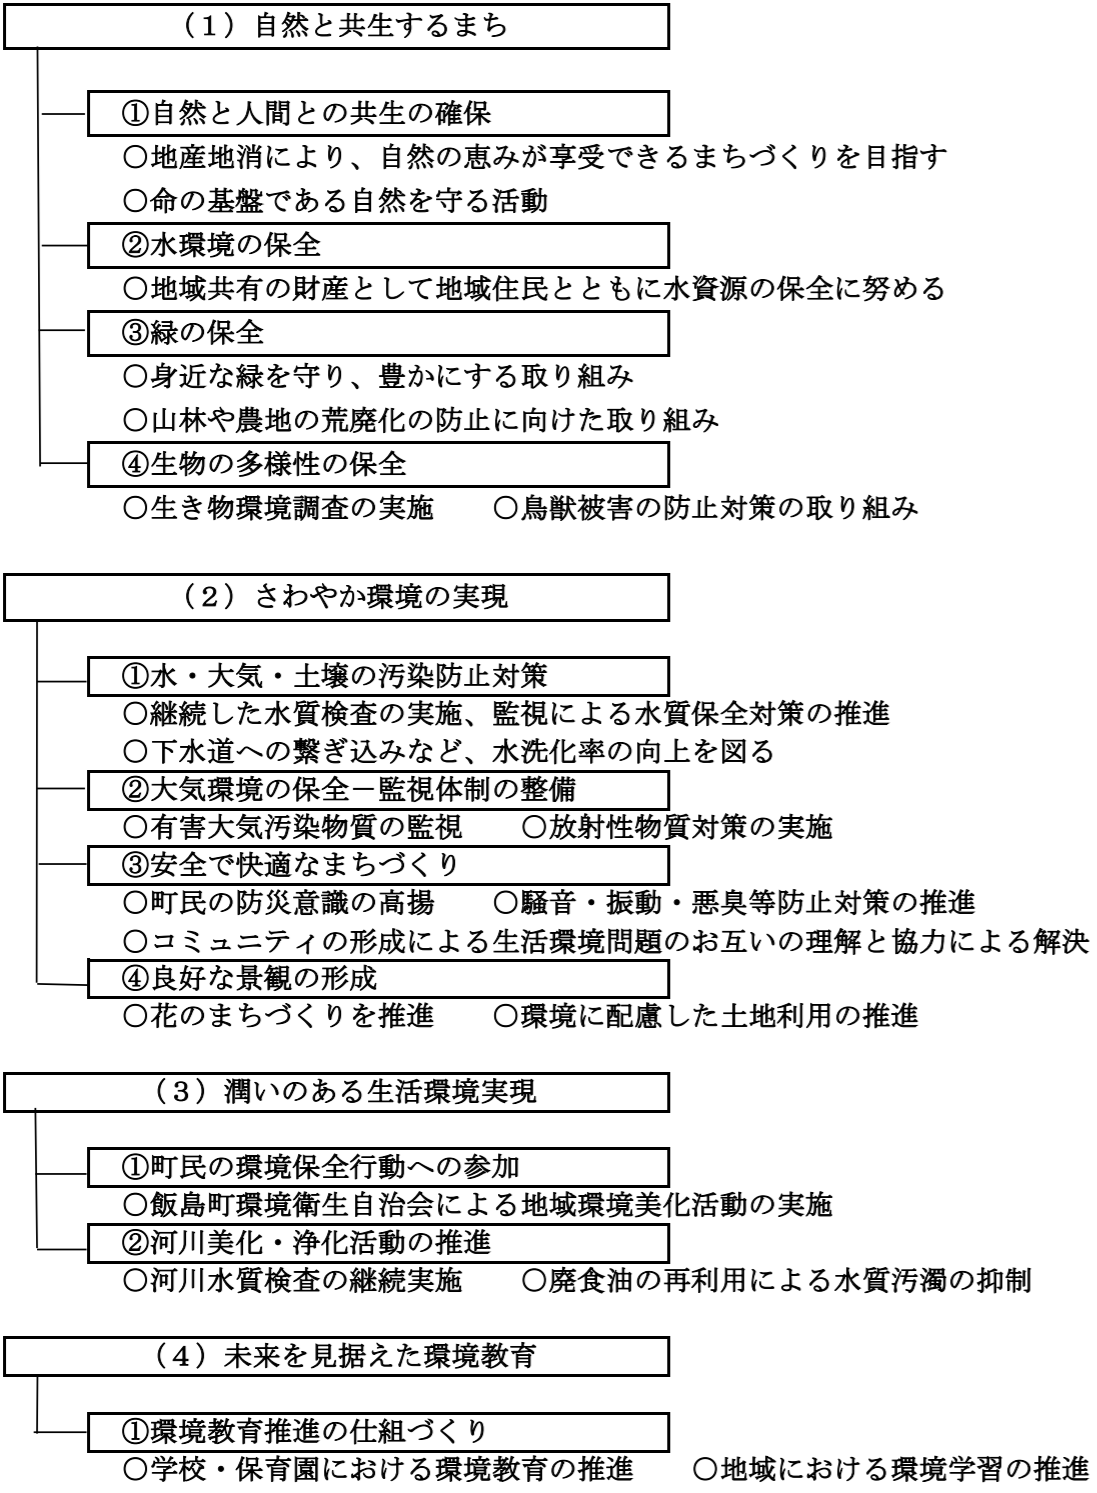 （１）自然と共生するまち
①自然と人間との共生の確保
○地産地消により、自然の恵みが享受できるまちづくりを目指す
○命の基盤である自然を守る活動
②水環境の保全
○地域共有の財産として地域住民とともに水資源の保全に努める
③緑の保全
○身近な緑を守り、豊かにする取り組み
○山林や農地の荒廃化の防止に向けた取り組み
④生物の多様性の保全
○生き物環境調査の実施　　○鳥獣被害の防止対策の取り組み
（２）さわやか環境の実現
①水・大気・土壌の汚染防止対策
○継続した水質検査の実施、監視による水質保全対策の推進
○下水道への繋ぎ込みなど、水洗化率の向上を図る
②大気環境の保全－監視体制の整備
○有害大気汚染物質の監視　　○放射性物質対策の実施
③安全で快適なまちづくり
○町民の防災意識の高揚　　○騒音・振動・悪臭等防止対策の推進
○コミュニティの形成による生活環境問題のお互いの理解と協力による解決
④良好な景観の形成
○花のまちづくりを推進　　○環境に配慮した土地利用の推進
（３）潤いのある生活環境実現
①町民の環境保全行動への参加
○飯島町環境衛生自治会による地域環境美化活動の実施
②河川美化・浄化活動の推進
○河川水質検査の継続実施　　○廃食油の再利用による水質汚濁の抑制
（４）未来を見据えた環境教育
①環境教育推進の仕組づくり
○学校・保育園における環境教育の推進　　○地域における環境学習の推進